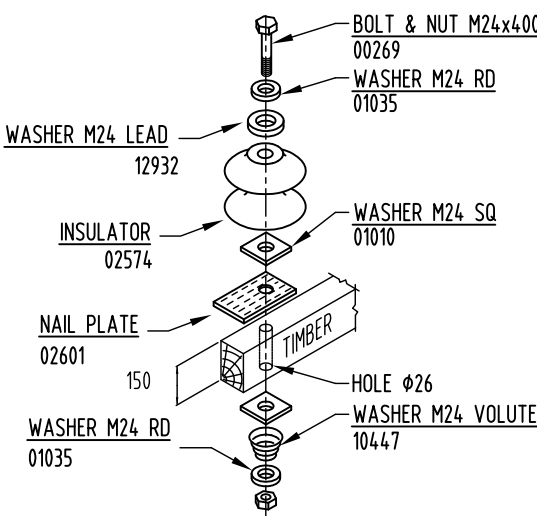 BOLT & NUT M24x400
00269
WASHER M24 RD
01035
WASHER M24 LEAD
12932
INSULATOR
02574
WASHER M24 SQ
01010
NAIL PLATE
02601
TIMBER
150
HOLE φ26
WASHER M24 VOLUTE
10447
WASHER M24 RD
01035